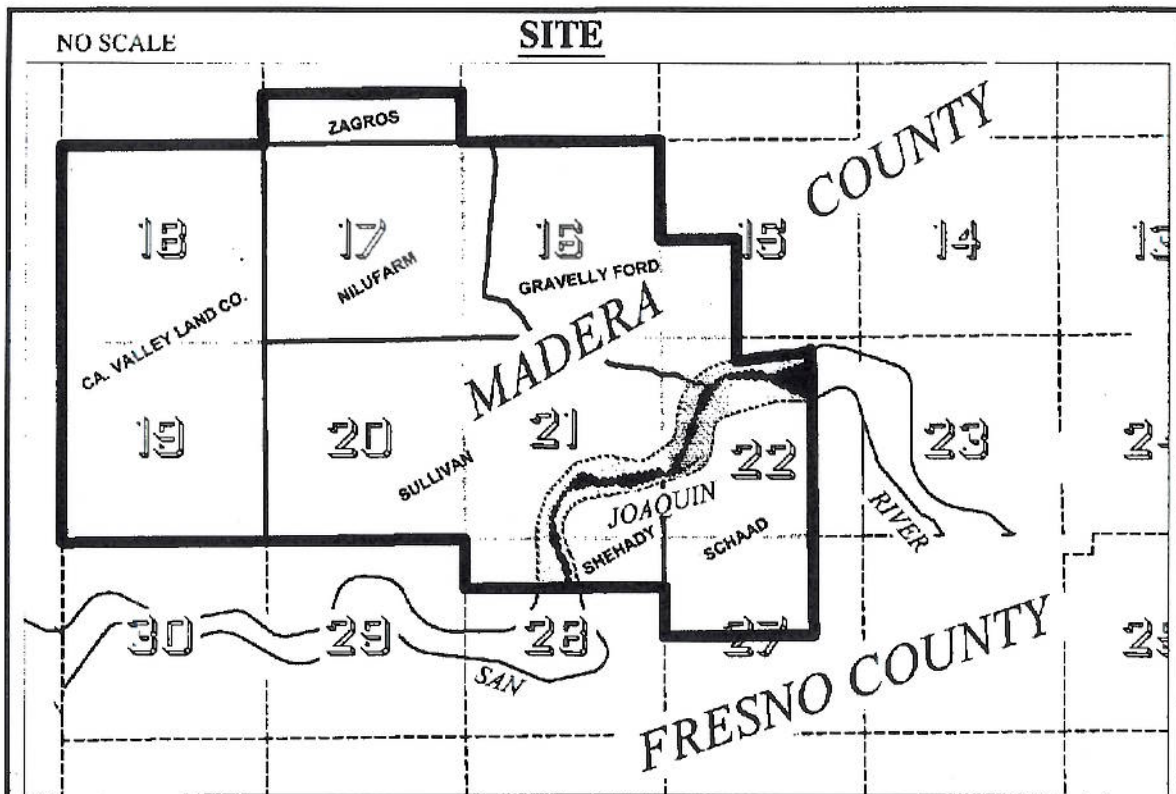 NO SCALE
SITE
ZAGROS
COUNTY
18
17
16
15
14
NILUFARM
GRAVELLY FORD
CA. VALLEY LAND CO.
MADERA
19
20
21
22
23
SULLIVAN
JOAQUIN
RIVER
SHEHADY
SCHAAD
30
29
28
27
SAN
FRESNO COUNTY